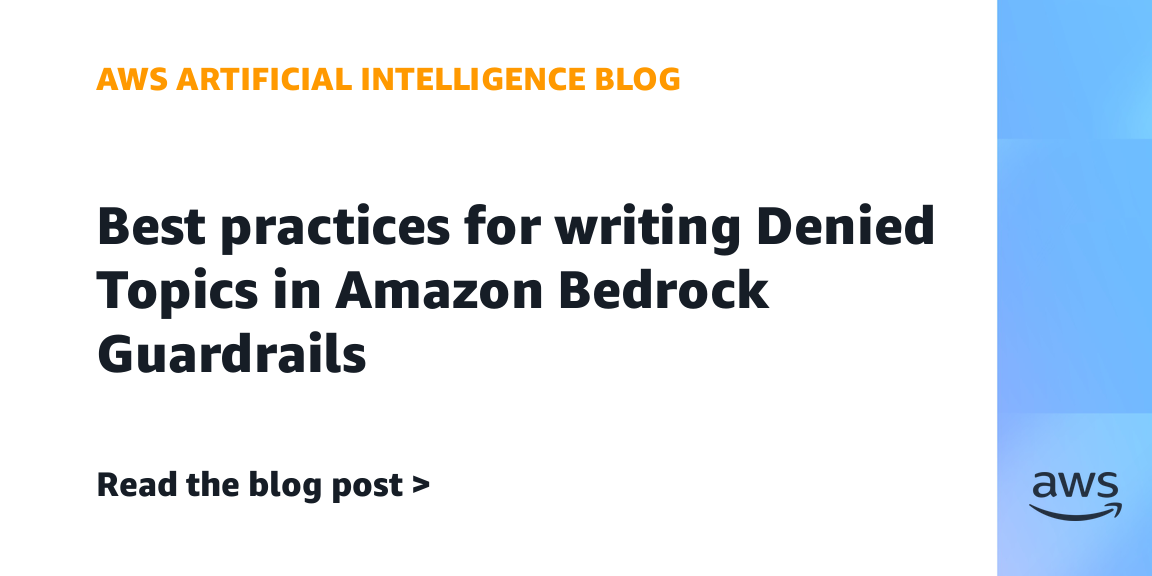 AWS ARTIFICIAL INTELLIGENCE BLOG
Best practices for writing Denied
Topics in Amazon Bedrock
Guardrails
Read the blog post >
aws